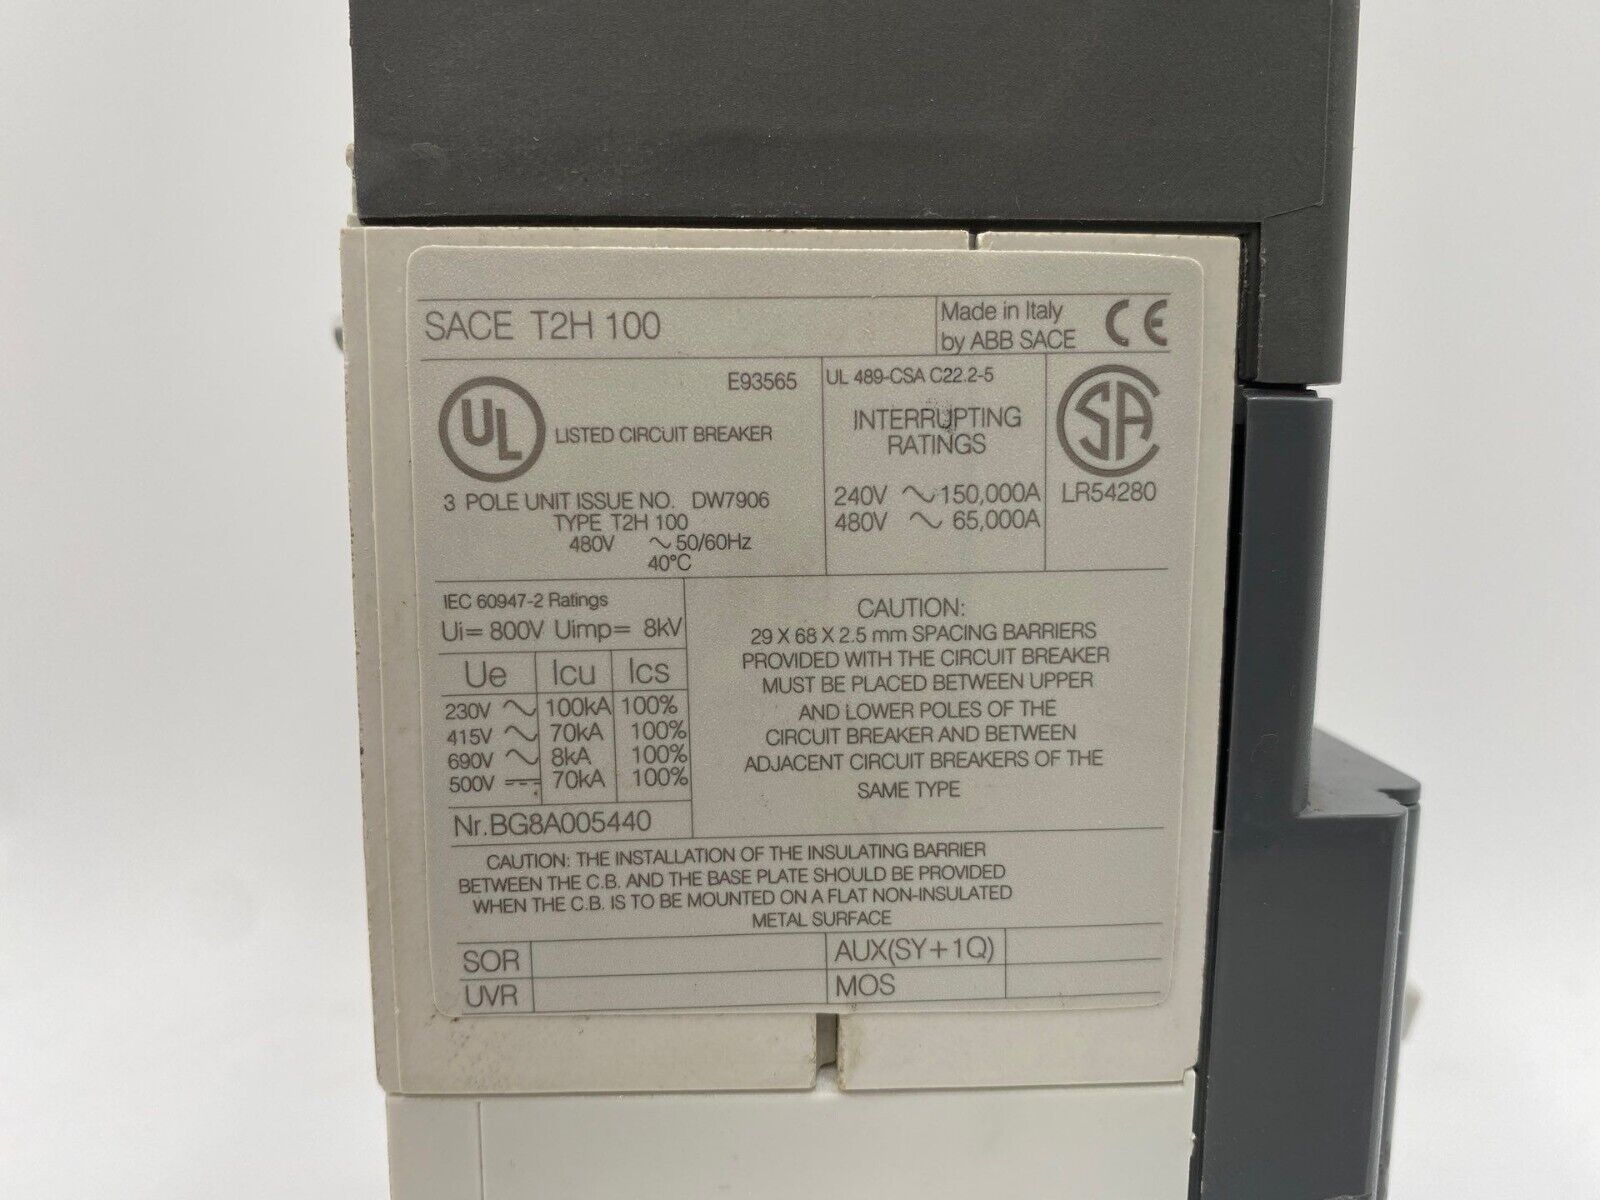 SACE T2H 100
Made in Italy
by ABB SACE
CE
UL
LISTED CIRCUIT BREAKER
E93565
3 POLE UNIT ISSUE NO. DW7906
TYPE T2H 100
480V ∼ 50/60Hz
40°C
UL 489-CSA C22.2-5
INTERRUPTING
RATINGS
240V ∼ 150,000A
480V ∼ 65,000A
SA
LR54280
IEC 60947-2 Ratings
Ui= 800V Uimp= 8kV
Ue Icu Ics
230V ∼ 100kA 100%
415V ∼ 70kA 100%
690V ∼ 8kA 100%
500V ⎓ 70kA 100%
Nr.BG8A005440
CAUTION:
29 X 68 X 2.5 mm SPACING BARRIERS
PROVIDED WITH THE CIRCUIT BREAKER
MUST BE PLACED BETWEEN UPPER
AND LOWER POLES OF THE
CIRCUIT BREAKER AND BETWEEN
ADJACENT CIRCUIT BREAKERS OF THE
SAME TYPE
CAUTION: THE INSTALLATION OF THE INSULATING BARRIER
BETWEEN THE C.B. AND THE BASE PLATE SHOULD BE PROVIDED
WHEN THE C.B. IS TO BE MOUNTED ON A FLAT NON-INSULATED
METAL SURFACE
SOR
AUX(SY+1Q)
UVR
MOS